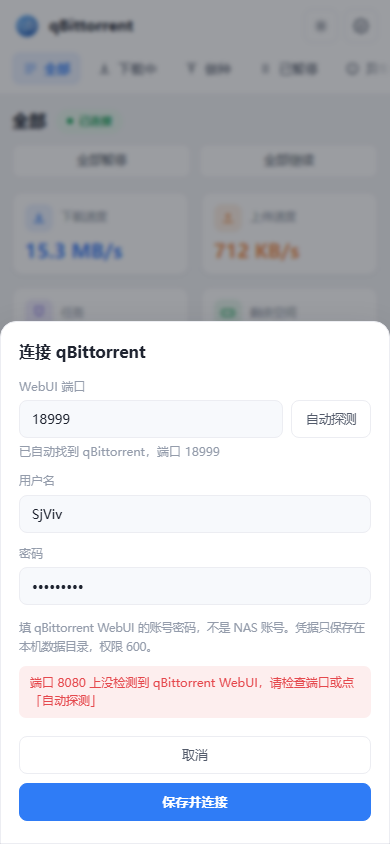 qBittorrent
全部
下载中
做种
已暂停
全部
已连接
全部暂停
全部继续
下载速度
上传速度
15.3 MB/s
712 KB/s
任务
连接 qBittorrent
WebUI 端口
18999
自动探测
已自动找到 qBittorrent，端口 18999
用户名
SjViv
密码
•••••••••
填 qBittorrent WebUI 的账号密码，不是 NAS 账号。凭据只保存在
本机数据目录，权限 600。
端口 8080 上没检测到 qBittorrent WebUI，请检查端口或点
「自动探测」
取消
保存并连接